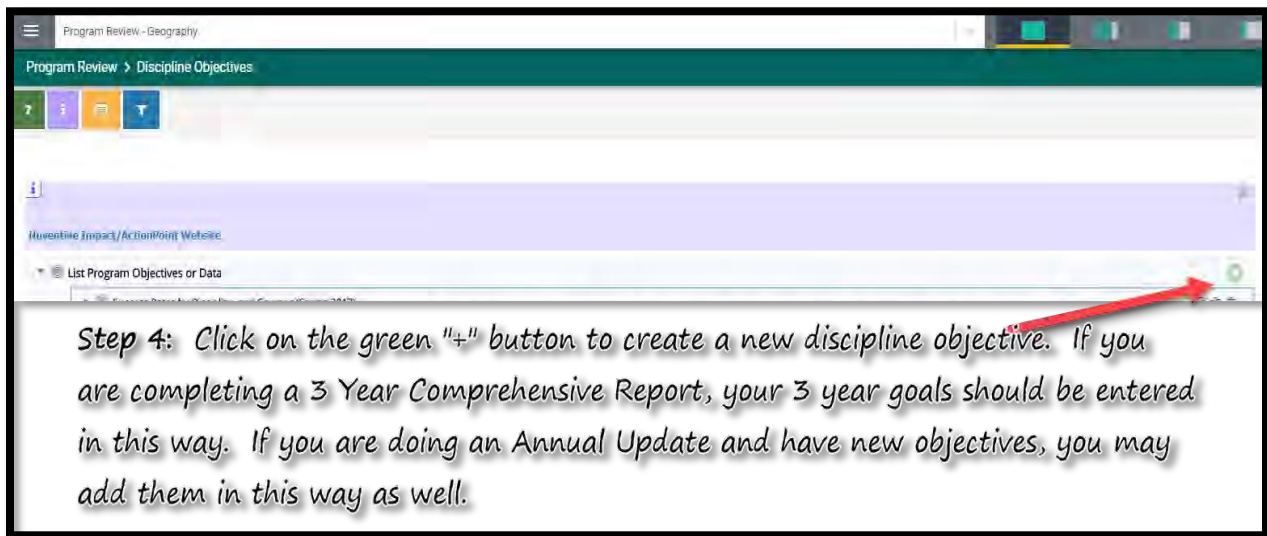 Program Review - Geography
Program Review > Discipline Objectives
? i
i
Nuventive Impact/ActionPoint Website
List Program Objectives or Data
Step 4: Click on the green "+" button to create a new discipline objective. If you
are completing a 3 Year Comprehensive Report, your 3 year goals should be entered
in this way. If you are doing an Annual Update and have new objectives, you may
add them in this way as well.